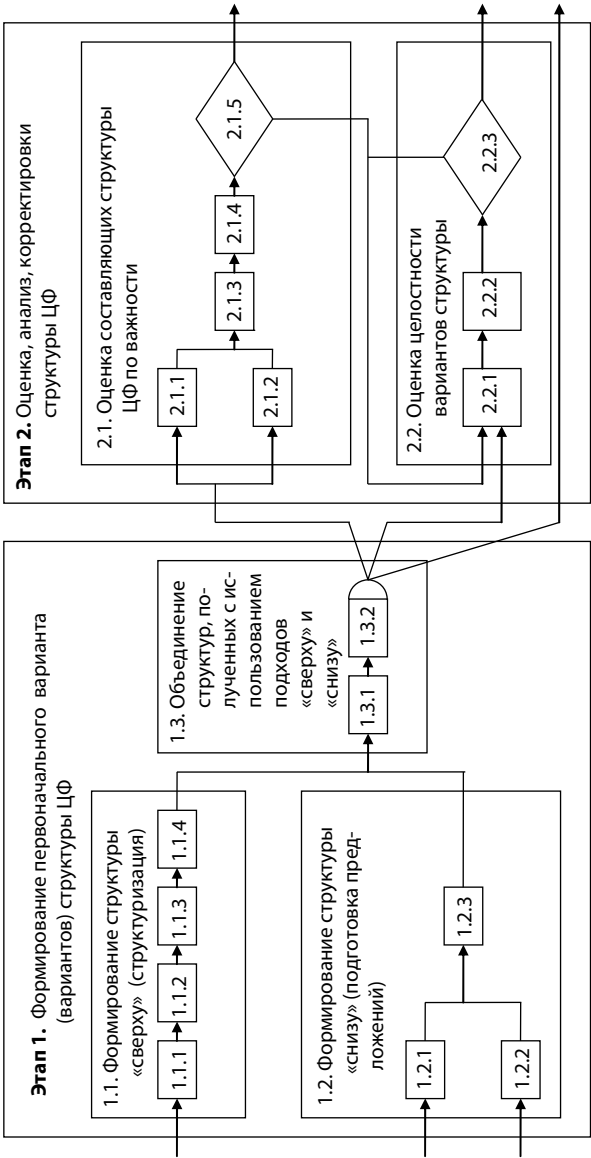 Этап 1. Формирование первоначального варианта
(вариантов) структуры ЦФ
1.1. Формирование структуры
«сверху» (структуризация)
1.1.1
1.1.2
1.1.3
1.1.4
1.2. Формирование структуры
«снизу» (подготовка пред-
ложений)
1.2.1
1.2.2
1.2.3
1.3. Объединение
структур, по-
лученных с ис-
пользованием
подходов
«сверху» и
«снизу»
1.3.1
1.3.2
Этап 2. Оценка, анализ, корректировки
структуры ЦФ
2.1. Оценка составляющих структуры
ЦФ по важности
2.1.1
2.1.2
2.1.3
2.1.4
2.1.5
2.2. Оценка целостности
вариантов структуры
2.2.1
2.2.2
2.2.3